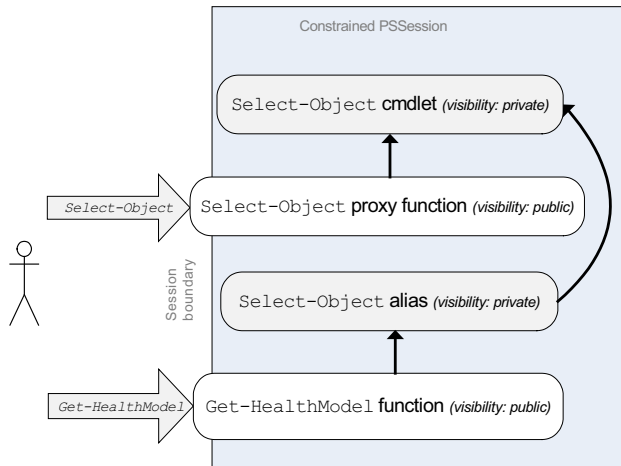 Constrained PSSession
Select-Object cmdlet (visibility: private)
Select-Object
Select-Object proxy function (visibility: public)
Session
boundary
Select-Object alias (visibility: private)
Get-HealthModel
Get-HealthModel function (visibility: public)